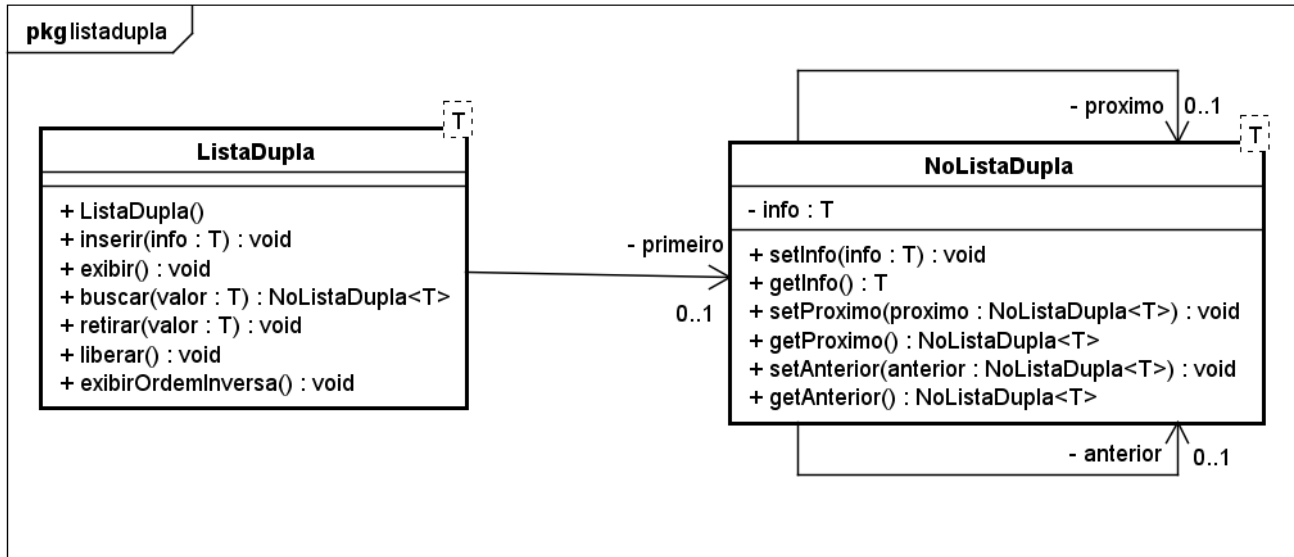 pkg listadupla
T
ListaDupla
+ ListaDupla()
+ inserir(info : T) : void
+ exibir() : void
+ buscar(valor : T) : NoListaDupla<T>
+ retirar(valor : T) : void
+ liberar() : void
+ exibirOrdemInversa() : void
- primeiro
0..1
- proximo 0..1
T
NoListaDupla
- info : T
+ setInfo(info : T) : void
+ getInfo() : T
+ setProximo(proximo : NoListaDupla<T>) : void
+ getProximo() : NoListaDupla<T>
+ setAnterior(anterior : NoListaDupla<T>) : void
+ getAnterior() : NoListaDupla<T>
- anterior 0..1